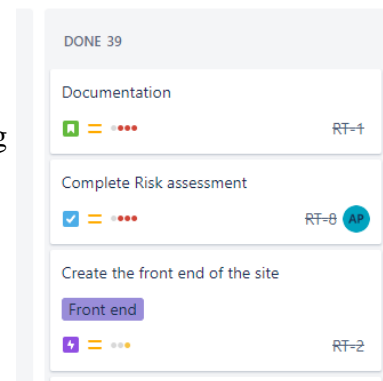 DONE 39
Documentation
RT-1
g
Complete Risk assessment
RT-8 AP
Create the front end of the site
Front end
RT-2